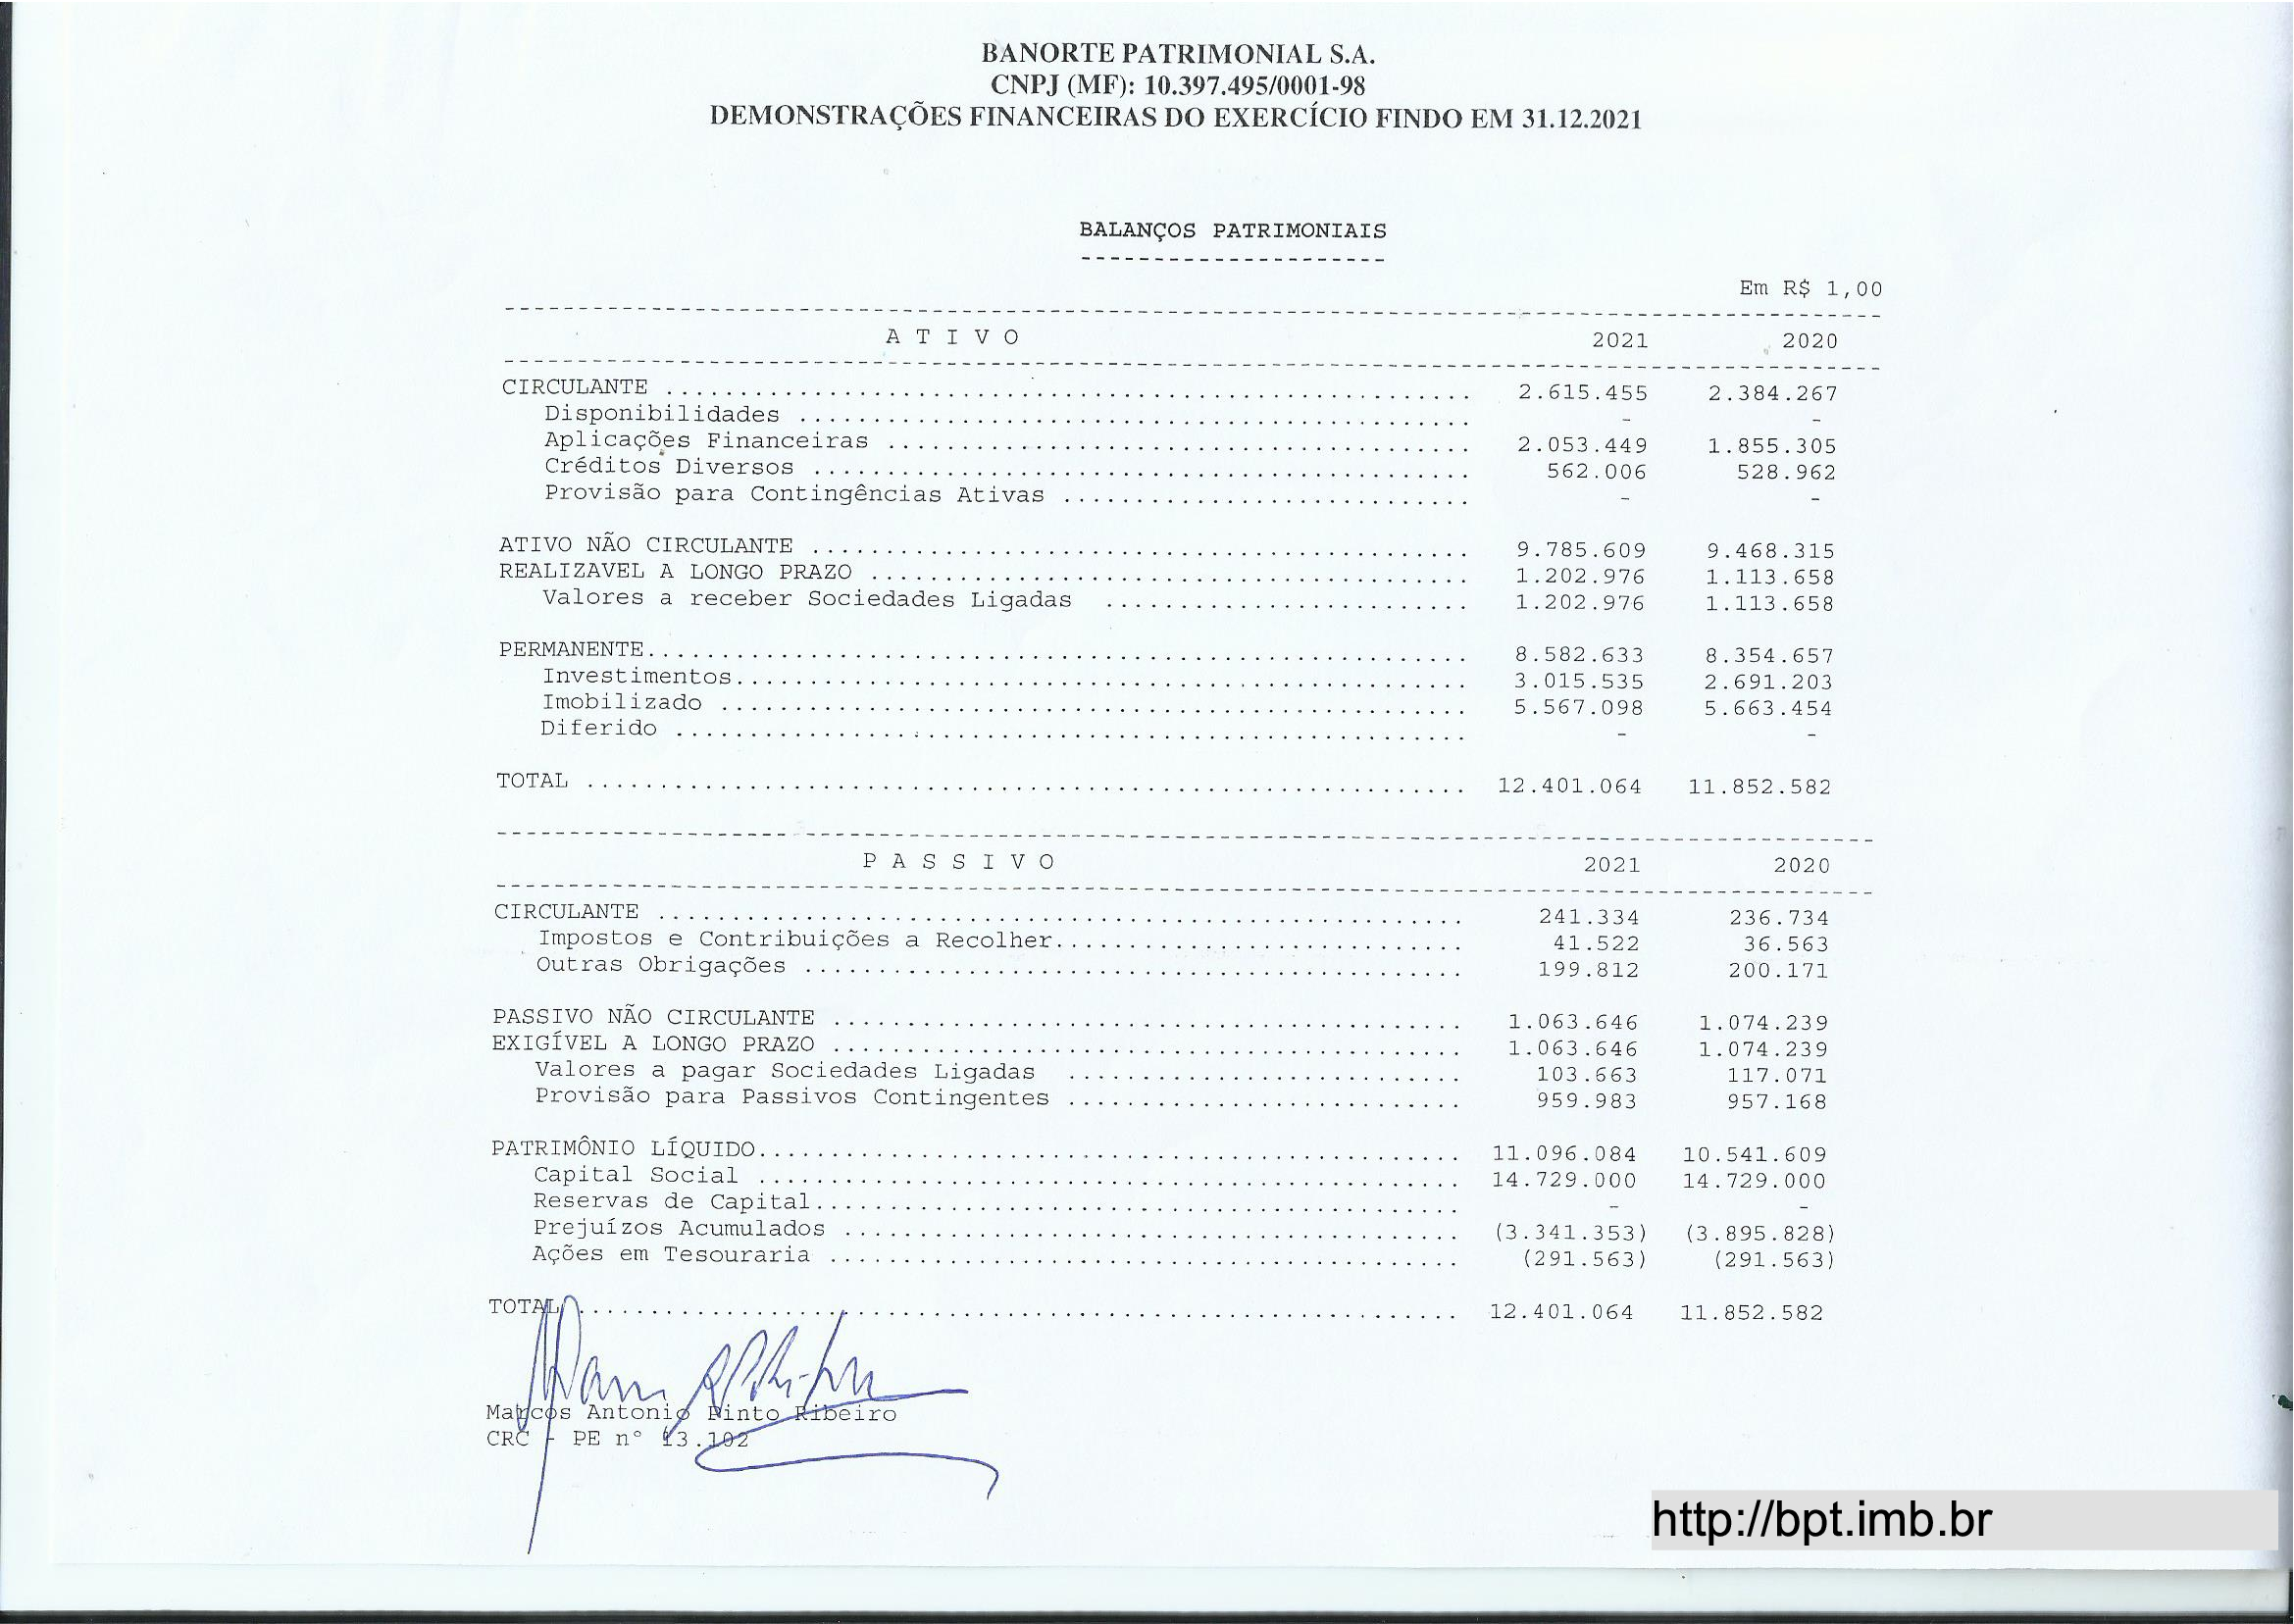 BANORTE PATRIMONIAL S.A.
CNPJ (MF): 10.397.495/0001-98
DEMONSTRAÇÕES FINANCEIRAS DO EXERCÍCIO FINDO EM 31.12.2021
BALANÇOS PATRIMONIAIS
Em R$ 1,00
A T I V O 2021 2020
CIRCULANTE 2.615.455 2.384.267
Disponibilidades - -
Aplicações Financeiras 2.053.449 1.855.305
Créditos Diversos 562.006 528.962
Provisão para Contingências Ativas - -
ATIVO NÃO CIRCULANTE 9.785.609 9.468.315
REALIZAVEL A LONGO PRAZO 1.202.976 1.113.658
Valores a receber Sociedades Ligadas 1.202.976 1.113.658
PERMANENTE 8.582.633 8.354.657
Investimentos 3.015.535 2.691.203
Imobilizado 5.567.098 5.663.454
Diferido - -
TOTAL 12.401.064 11.852.582
P A S S I V O 2021 2020
CIRCULANTE 241.334 236.734
Impostos e Contribuições a Recolher 41.522 36.563
Outras Obrigações 199.812 200.171
PASSIVO NÃO CIRCULANTE 1.063.646 1.074.239
EXIGÍVEL A LONGO PRAZO 1.063.646 1.074.239
Valores a pagar Sociedades Ligadas 103.663 117.071
Provisão para Passivos Contingentes 959.983 957.168
PATRIMÔNIO LÍQUIDO 11.096.084 10.541.609
Capital Social 14.729.000 14.729.000
Reservas de Capital - -
Prejuízos Acumulados (3.341.353) (3.895.828)
Ações em Tesouraria (291.563) (291.563)
TOTAL 12.401.064 11.852.582
Marcos Antonio Pinto Ribeiro
CRC - PE n° 13.102
http://bpt.imb.br